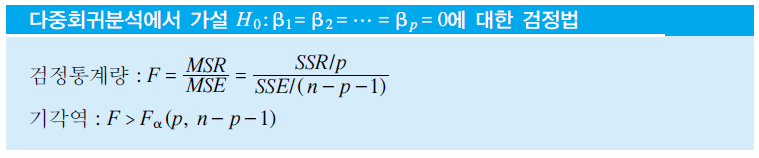 다중회귀분석에서 가설 H₀: β₁= β₂= ⋯ = βₚ= 0에 대한 검정법
검정통계량 : F = MSR/MSE = (SSR/p)/(SSE/(n−p−1))
기각역 : F > F_α(p, n−p−1)